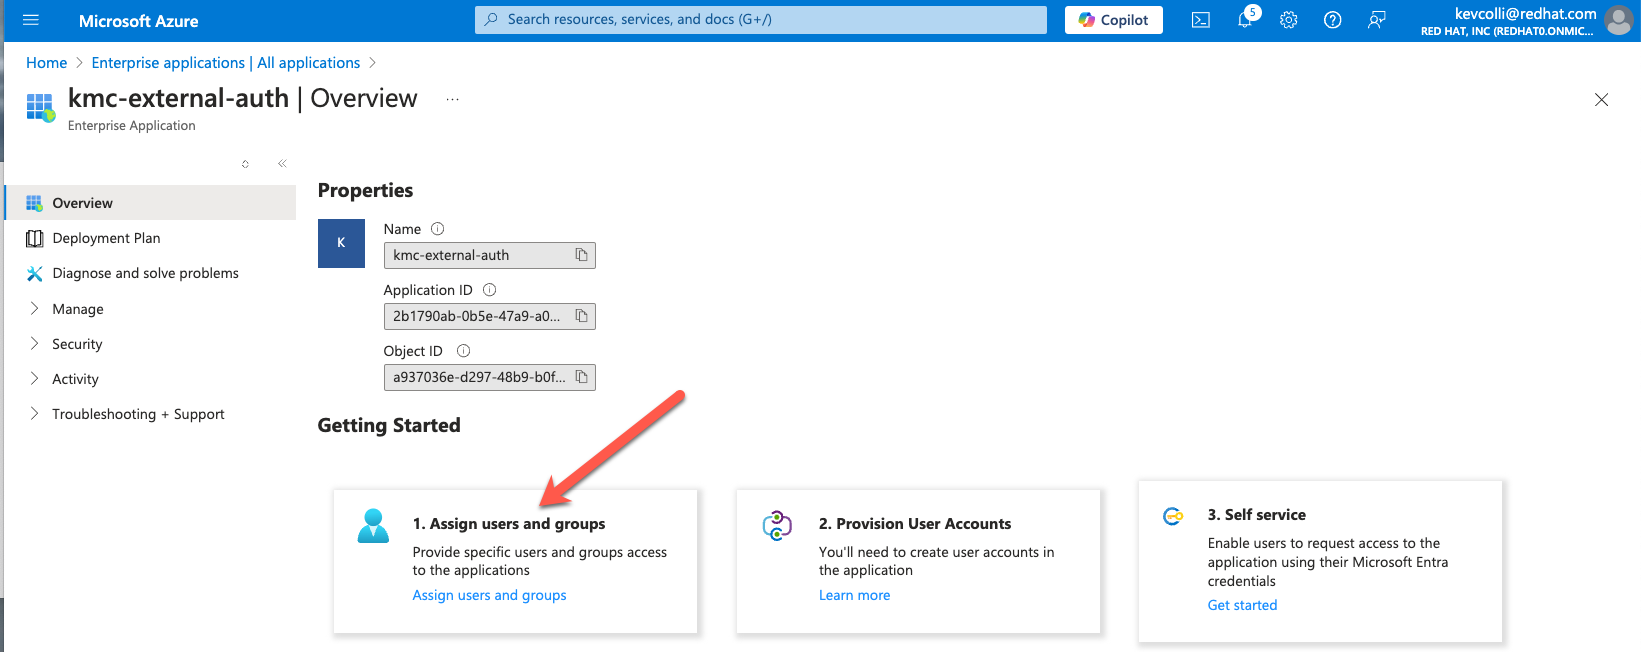 Microsoft Azure
Search resources, services, and docs (G+/)
Copilot
5
kevcolli@redhat.com
RED HAT, INC (REDHAT0.ONMIC...
Home > Enterprise applications | All applications >
kmc-external-auth | Overview ...
Enterprise Application
Overview
Deployment Plan
Diagnose and solve problems
Manage
Security
Activity
Troubleshooting + Support
Properties
K
Name
kmc-external-auth
Application ID
2b1790ab-0b5e-47a9-a0...
Object ID
a937036e-d297-48b9-b0f...
Getting Started
1. Assign users and groups
Provide specific users and groups access
to the applications
Assign users and groups
2. Provision User Accounts
You'll need to create user accounts in
the application
Learn more
3. Self service
Enable users to request access to the
application using their Microsoft Entra
credentials
Get started